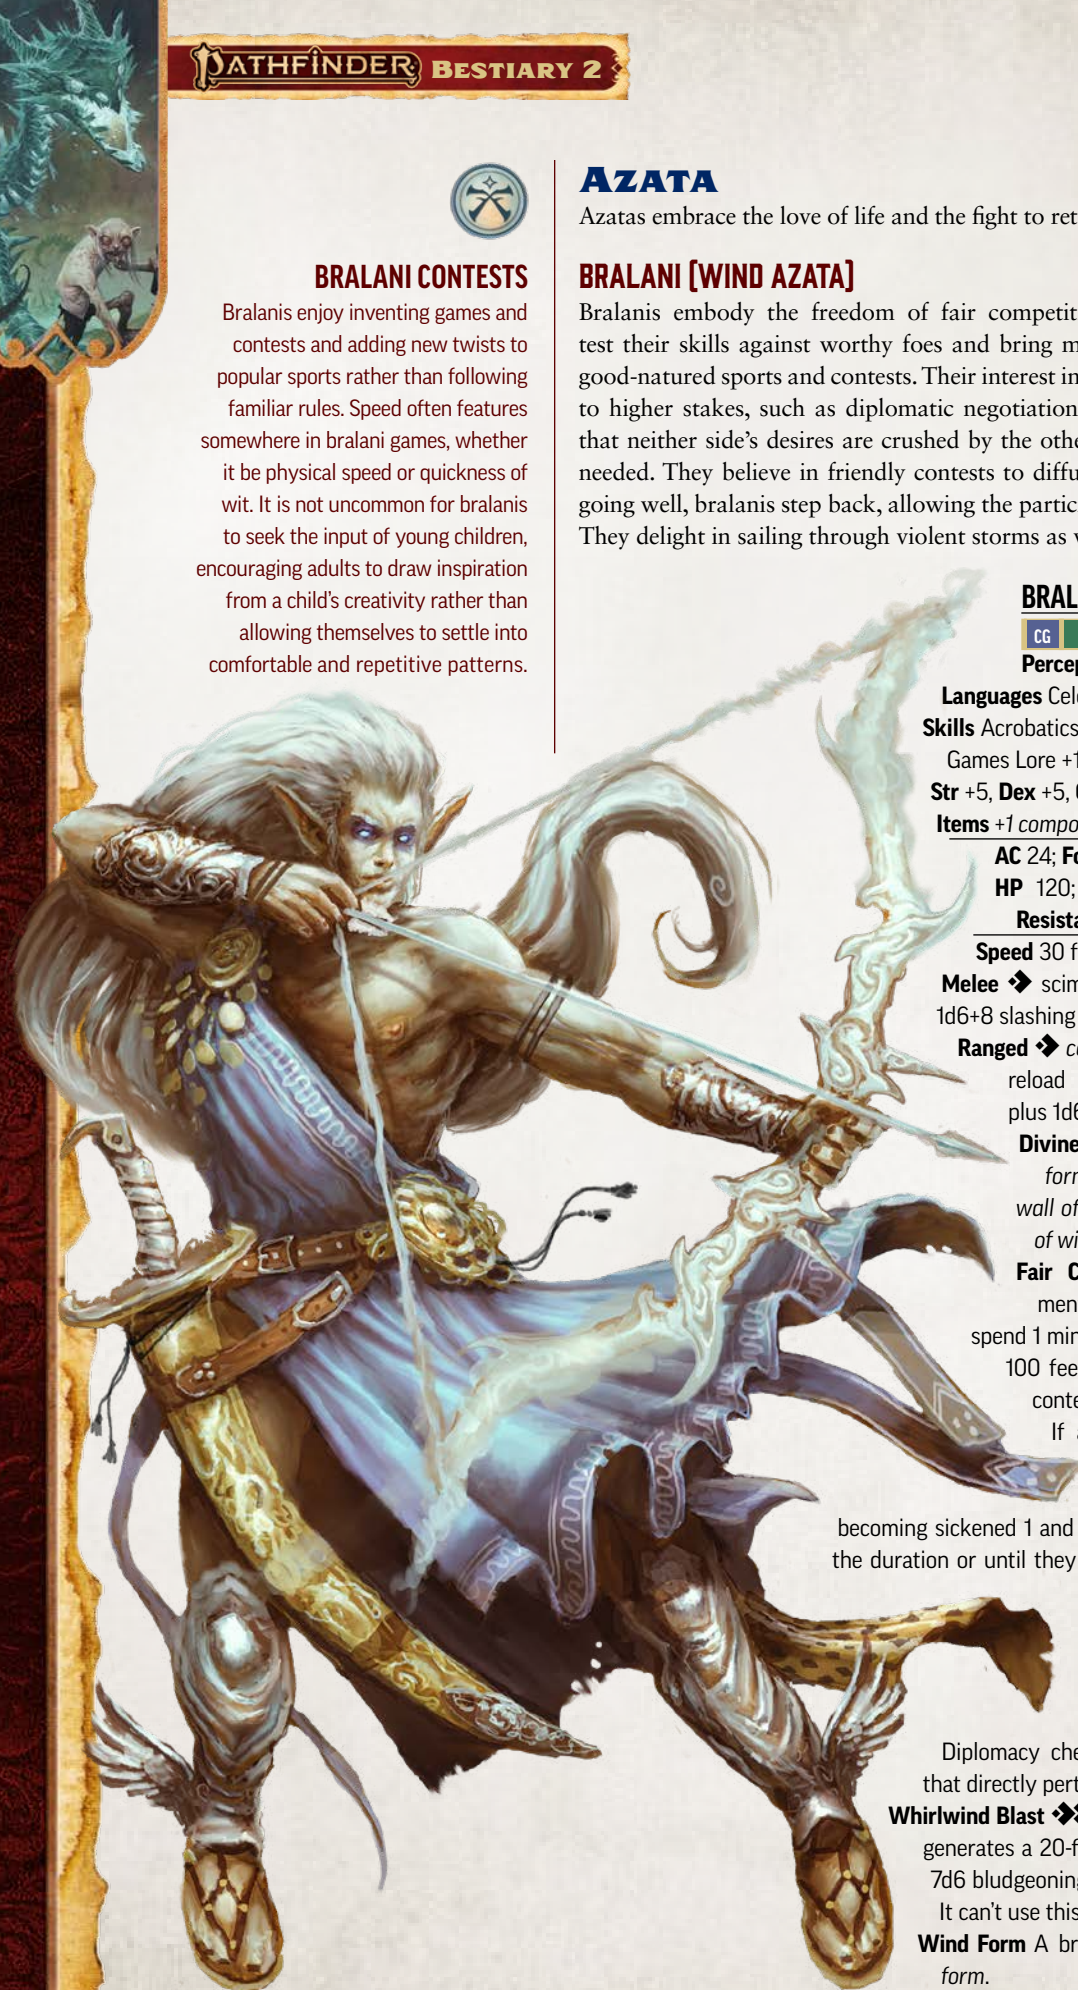 PATHFINDER BESTIARY 2
BRALANI CONTESTS
Bralanis enjoy inventing games and
contests and adding new twists to
popular sports rather than following
familiar rules. Speed often features
somewhere in bralani games, whether
it be physical speed or quickness of
wit. It is not uncommon for bralanis
to seek the input of young children,
encouraging adults to draw inspiration
from a child’s creativity rather than
allowing themselves to settle into
comfortable and repetitive patterns.
AZATA
Azatas embrace the love of life and the fight to ret
BRALANI (WIND AZATA)
Bralanis embody the freedom of fair competit
test their skills against worthy foes and bring m
good-natured sports and contests. Their interest in
to higher stakes, such as diplomatic negotiation
that neither side’s desires are crushed by the othe
needed. They believe in friendly contests to diffu
going well, bralanis step back, allowing the partic
They delight in sailing through violent storms as
BRAL
CG
Percep
Languages Cel
Skills Acrobatics
Games Lore +1
Str +5, Dex +5,
Items +1 compo
AC 24; Fo
HP 120;
Resista
Speed 30 f
Melee ◆ scim
1d6+8 slashing
Ranged ◆ c
reload
plus 1d6
Divine
for
wall of
of wi
Fair C
men
spend 1 min
100 fee
conte
If
becoming sickened 1 and
the duration or until they
Diplomacy che
that directly pert
Whirlwind Blast ◆◆
generates a 20-f
7d6 bludgeoning
It can’t use this
Wind Form A br
form.